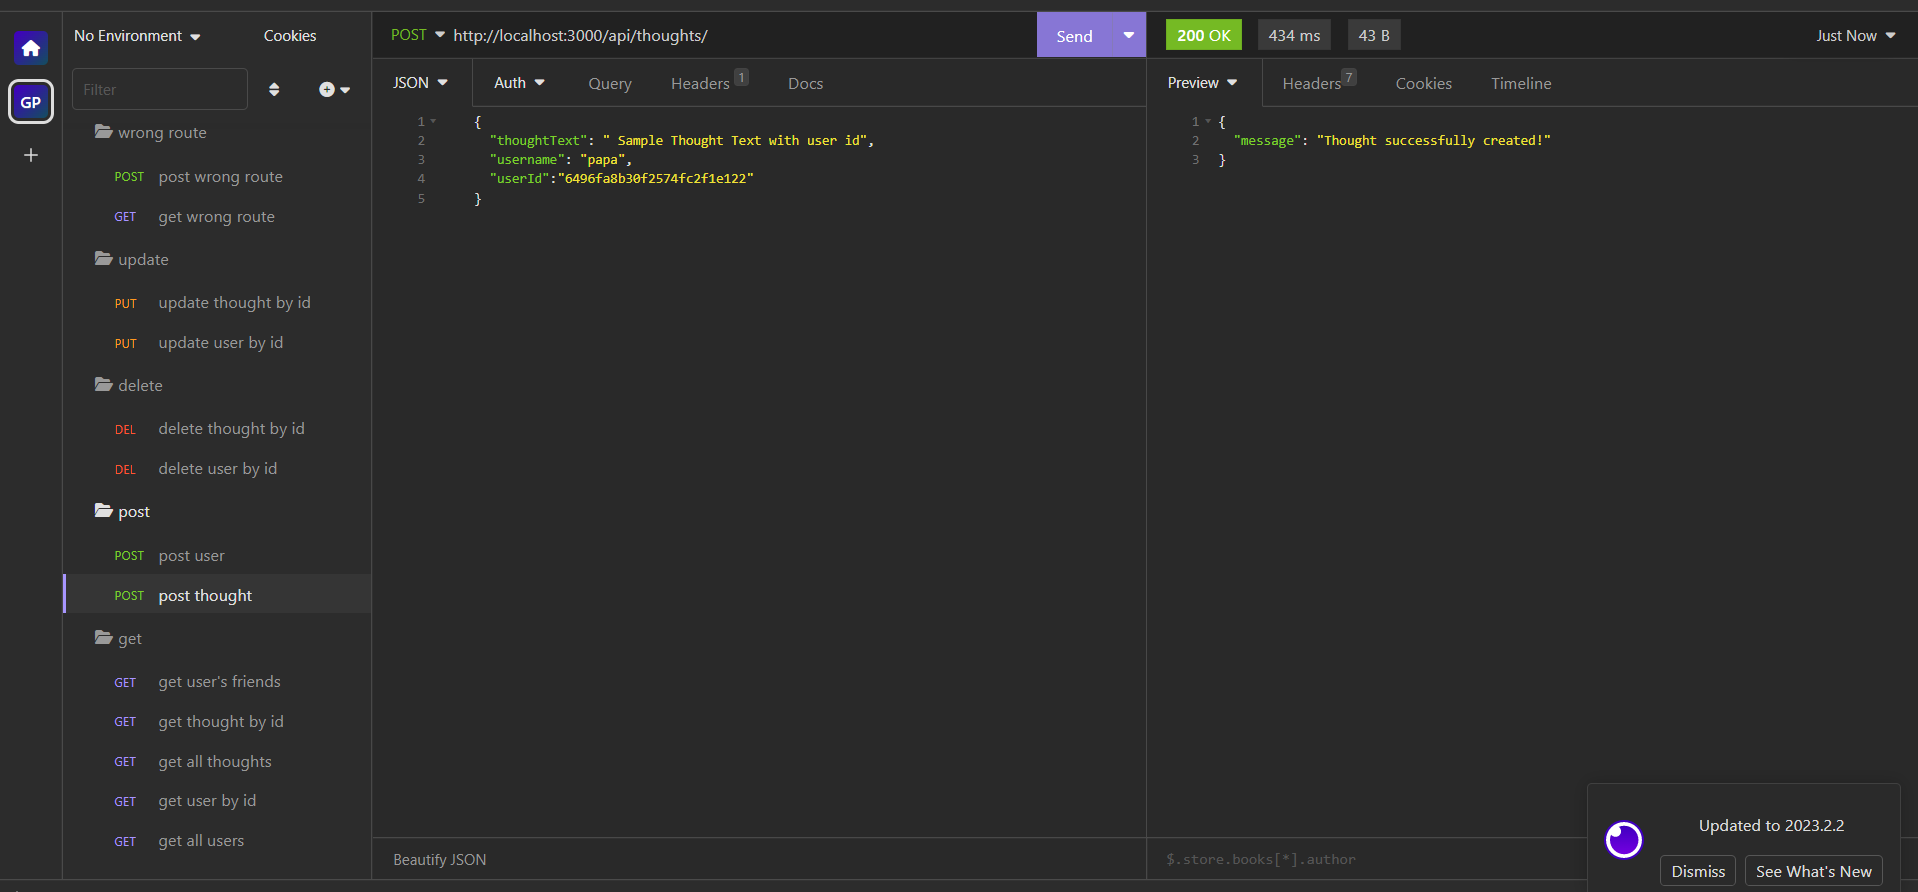 No Environment
Cookies
GP
Filter
wrong route
POST post wrong route
GET get wrong route
update
PUT update thought by id
PUT update user by id
delete
DEL delete thought by id
DEL delete user by id
post
POST post user
POST post thought
get
GET get user's friends
GET get thought by id
GET get all thoughts
GET get user by id
GET get all users
POST http://localhost:3000/api/thoughts/
Send
JSON Auth Query Headers 1 Docs
1 {
2 "thoughtText": " Sample Thought Text with user id",
3 "username": "papa",
4 "userId":"6496fa8b30f2574fc2f1e122"
5 }
Beautify JSON
200 OK 434 ms 43 B Just Now
Preview Headers 7 Cookies Timeline
1 {
2 "message": "Thought successfully created!"
3 }
$.store.books[*].author
Updated to 2023.2.2
Dismiss See What's New